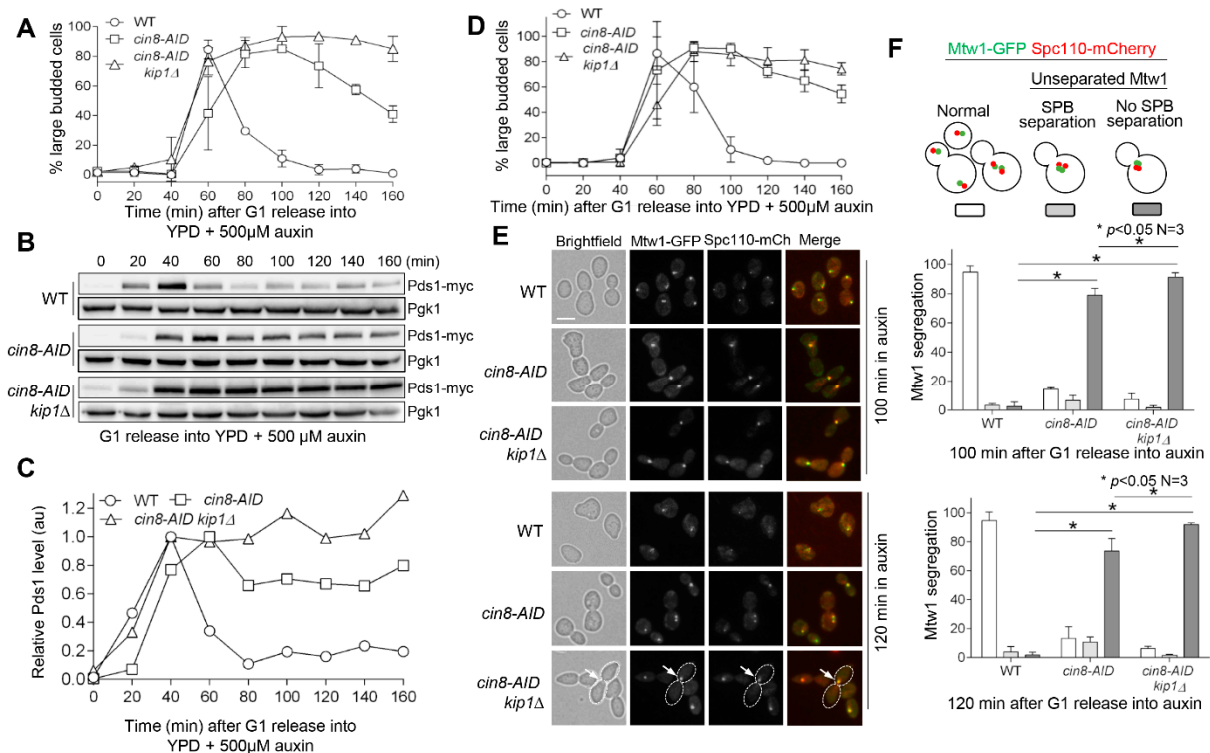 A
WT
cin8-AID
cin8-AID
kip1Δ
% large budded cells
100
80
60
40
20
0
0 20 40 60 80 100 120 140 160
Time (min) after G1 release into
YPD + 500µM auxin
B
0 20 40 60 80 100 120 140 160 (min)
WT
Pds1-myc
Pgk1
cin8-AID
Pds1-myc
Pgk1
cin8-AID
kip1Δ
Pds1-myc
Pgk1
G1 release into YPD + 500 µM auxin
C
WT cin8-AID
cin8-AID kip1Δ
Relative Pds1 level (au)
1.2
1.0
0.8
0.6
0.4
0.2
0.0
0 20 40 60 80 100 120 140 160
Time (min) after G1 release into
YPD + 500µM auxin
D
WT
cin8-AID
cin8-AID
kip1Δ
% large budded cells
100
80
60
40
20
0
0 20 40 60 80 100 120 140 160
Time (min) after G1 release into YPD + 500µM auxin
E
Brightfield Mtw1-GFP Spc110-mCh Merge
WT
cin8-AID
cin8-AID
kip1Δ
100 min in auxin
WT
cin8-AID
cin8-AID
kip1Δ
120 min in auxin
F
Mtw1-GFP Spc110-mCherry
Unseparated Mtw1
Normal
SPB
separation
No SPB
separation
* p<0.05 N=3
*
*
*
Mtw1 segregation
100
80
60
40
20
0
WT cin8-AID cin8-AID
kip1Δ
100 min after G1 release into auxin
* p<0.05 N=3
*
*
*
Mtw1 segregation
100
80
60
40
20
0
WT cin8-AID cin8-AID
kip1Δ
120 min after G1 release into auxin